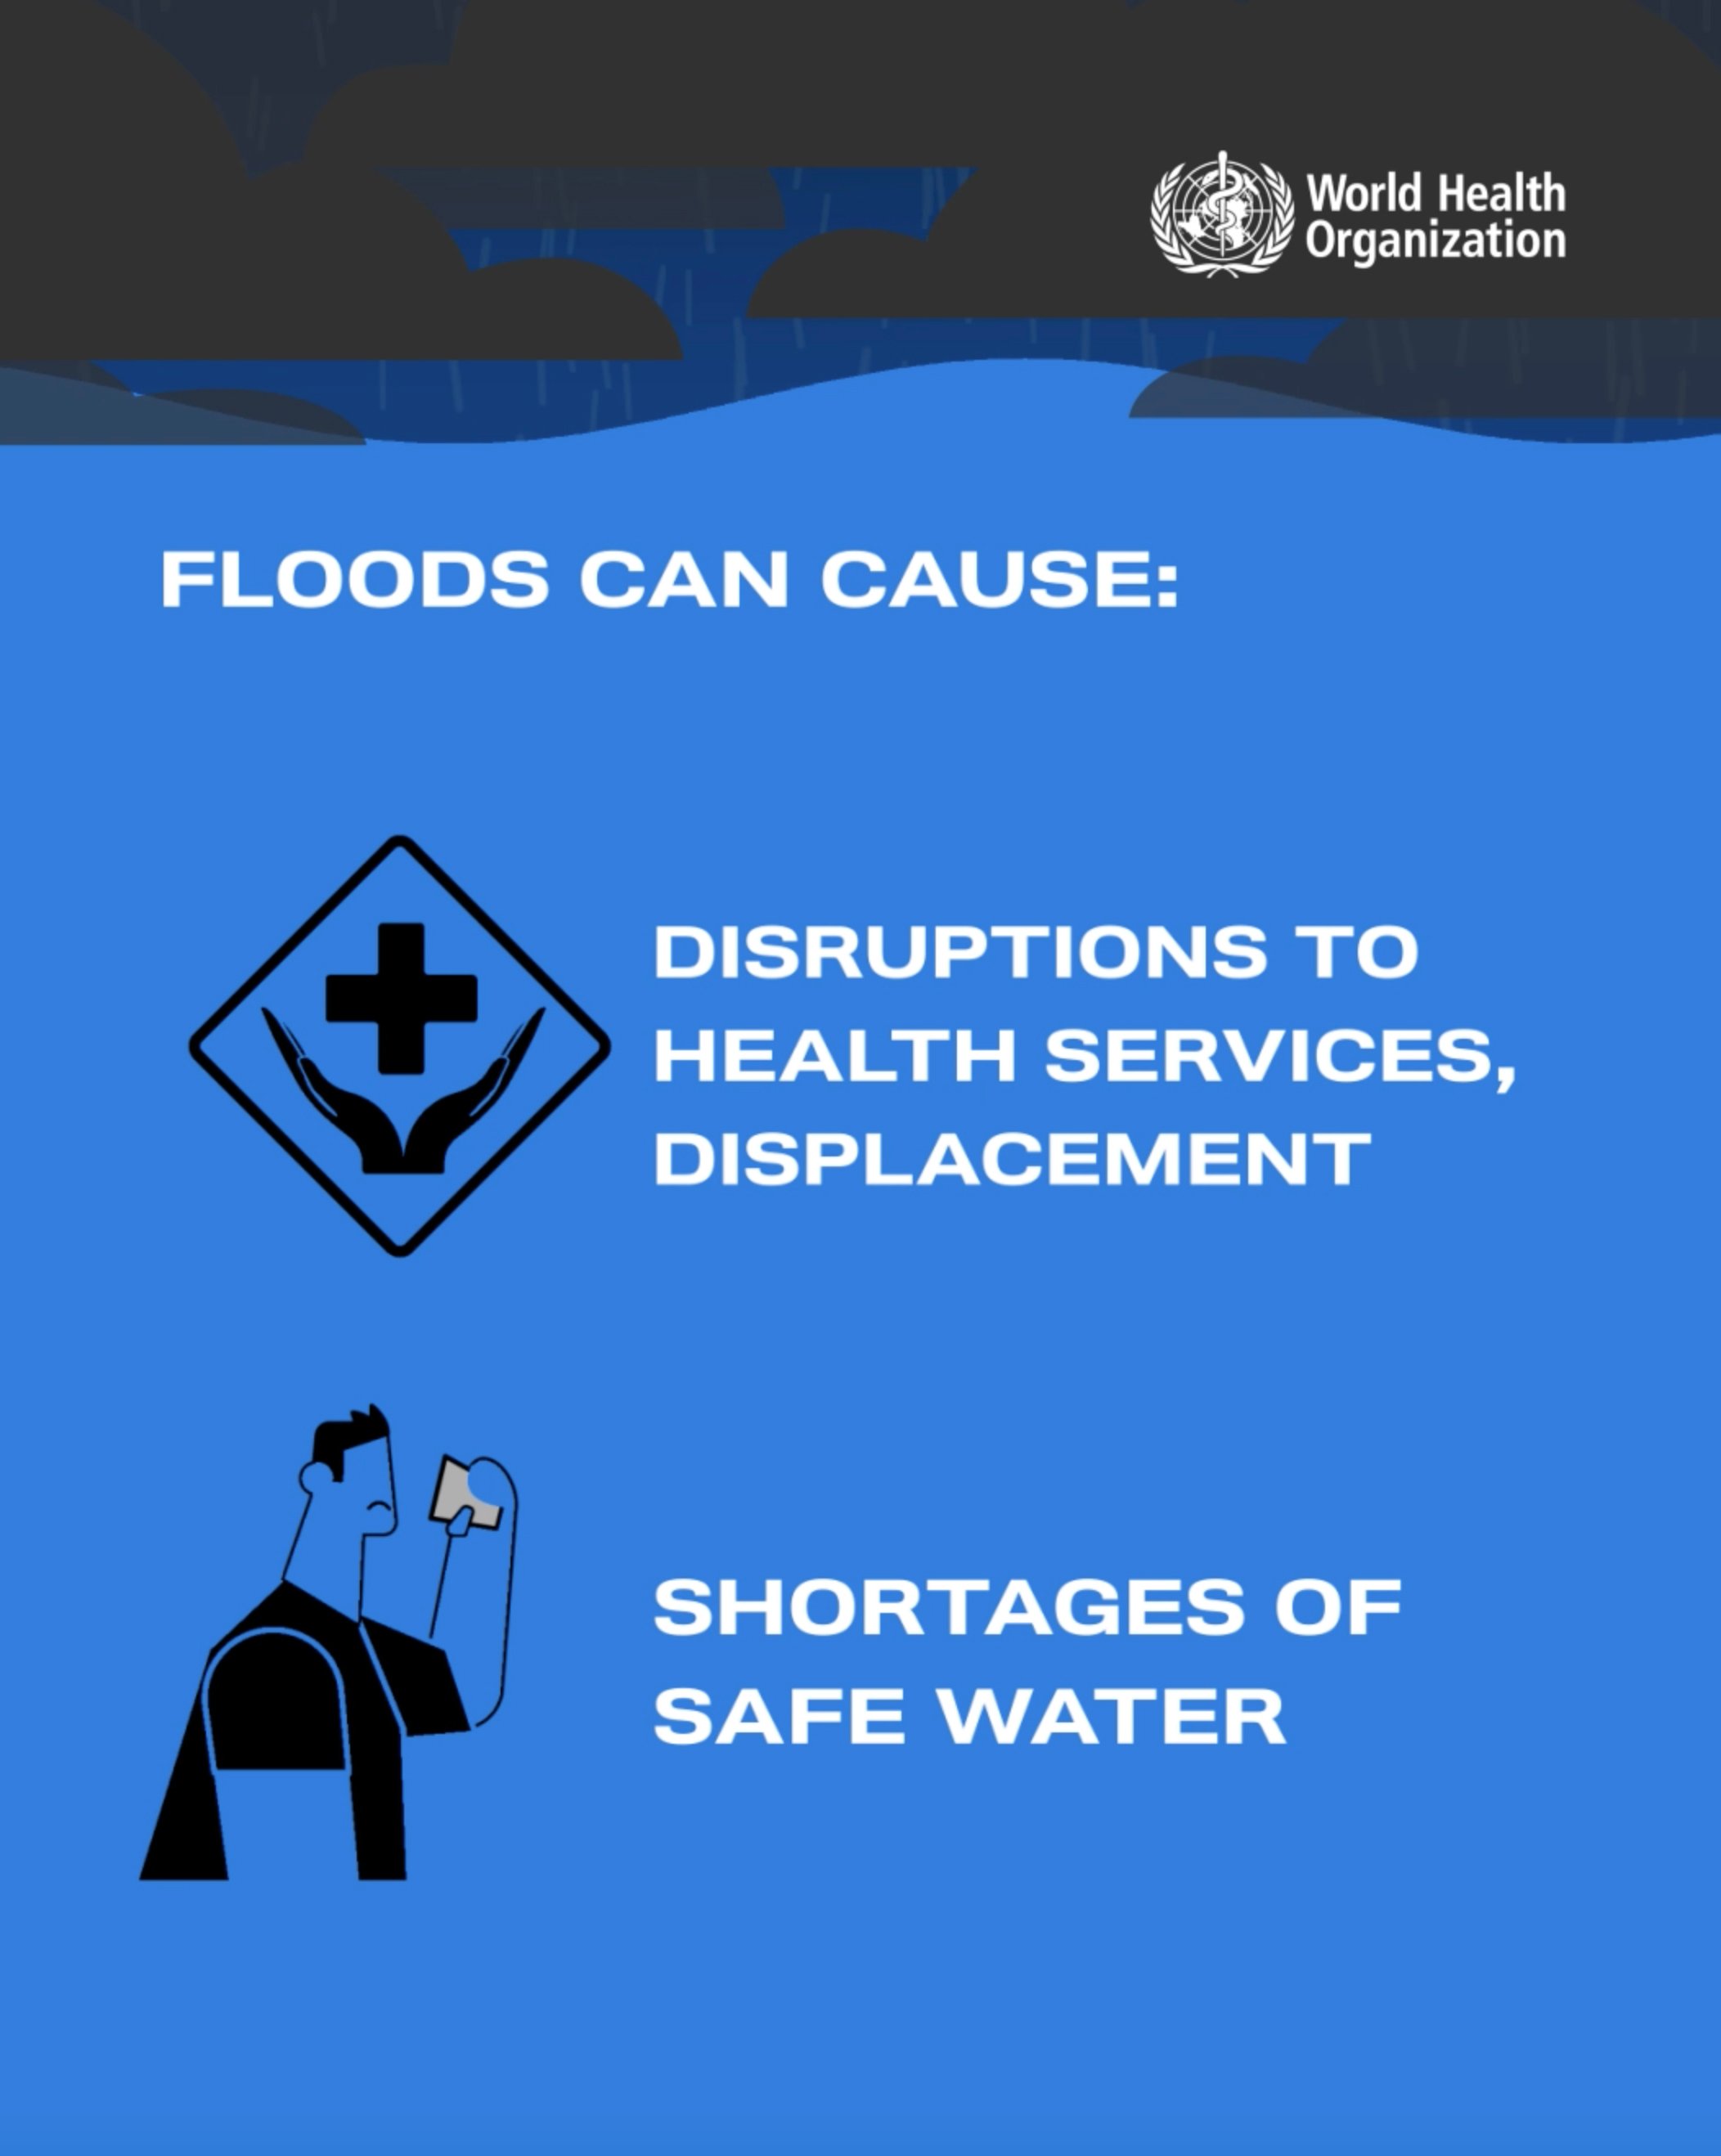 World Health
Organization
FLOODS CAN CAUSE:
DISRUPTIONS TO
HEALTH SERVICES,
DISPLACEMENT
SHORTAGES OF
SAFE WATER